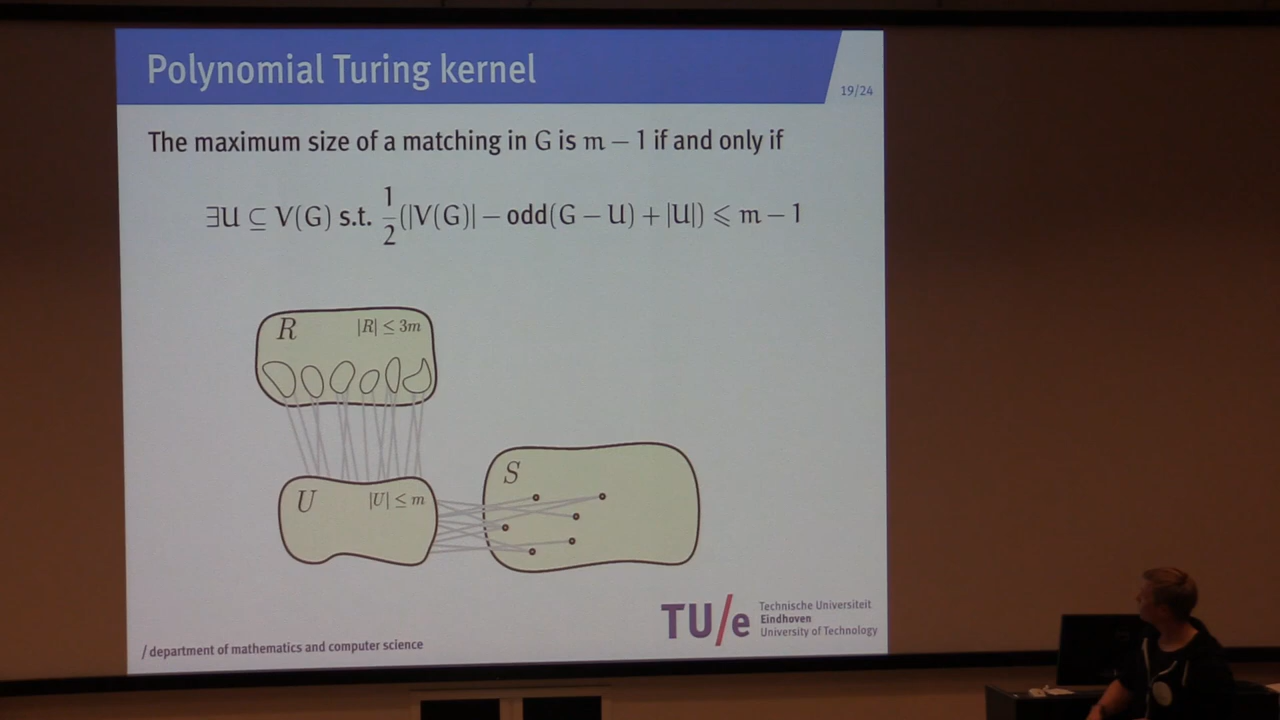 Polynomial Turing kernel
19/24
The maximum size of a matching in G is m − 1 if and only if
∃U ⊆ V(G) s.t. 1/2(|V(G)| − odd(G − U) + |U|) ⩽ m − 1
R |R| ≤ 3m
U |U| ≤ m
S
TU/e
Technische Universiteit
Eindhoven
University of Technology
/ department of mathematics and computer science